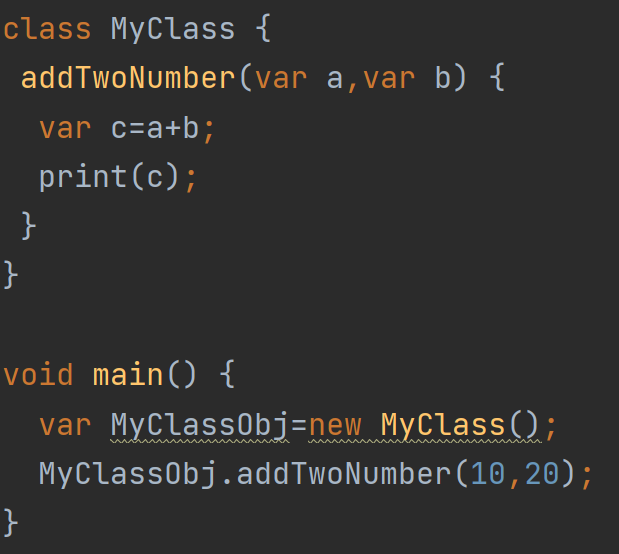 class MyClass {
 addTwoNumber(var a,var b) {
  var c=a+b;
  print(c);
 }
}

void main() {
  var MyClassObj=new MyClass();
  MyClassObj.addTwoNumber(10,20);
}